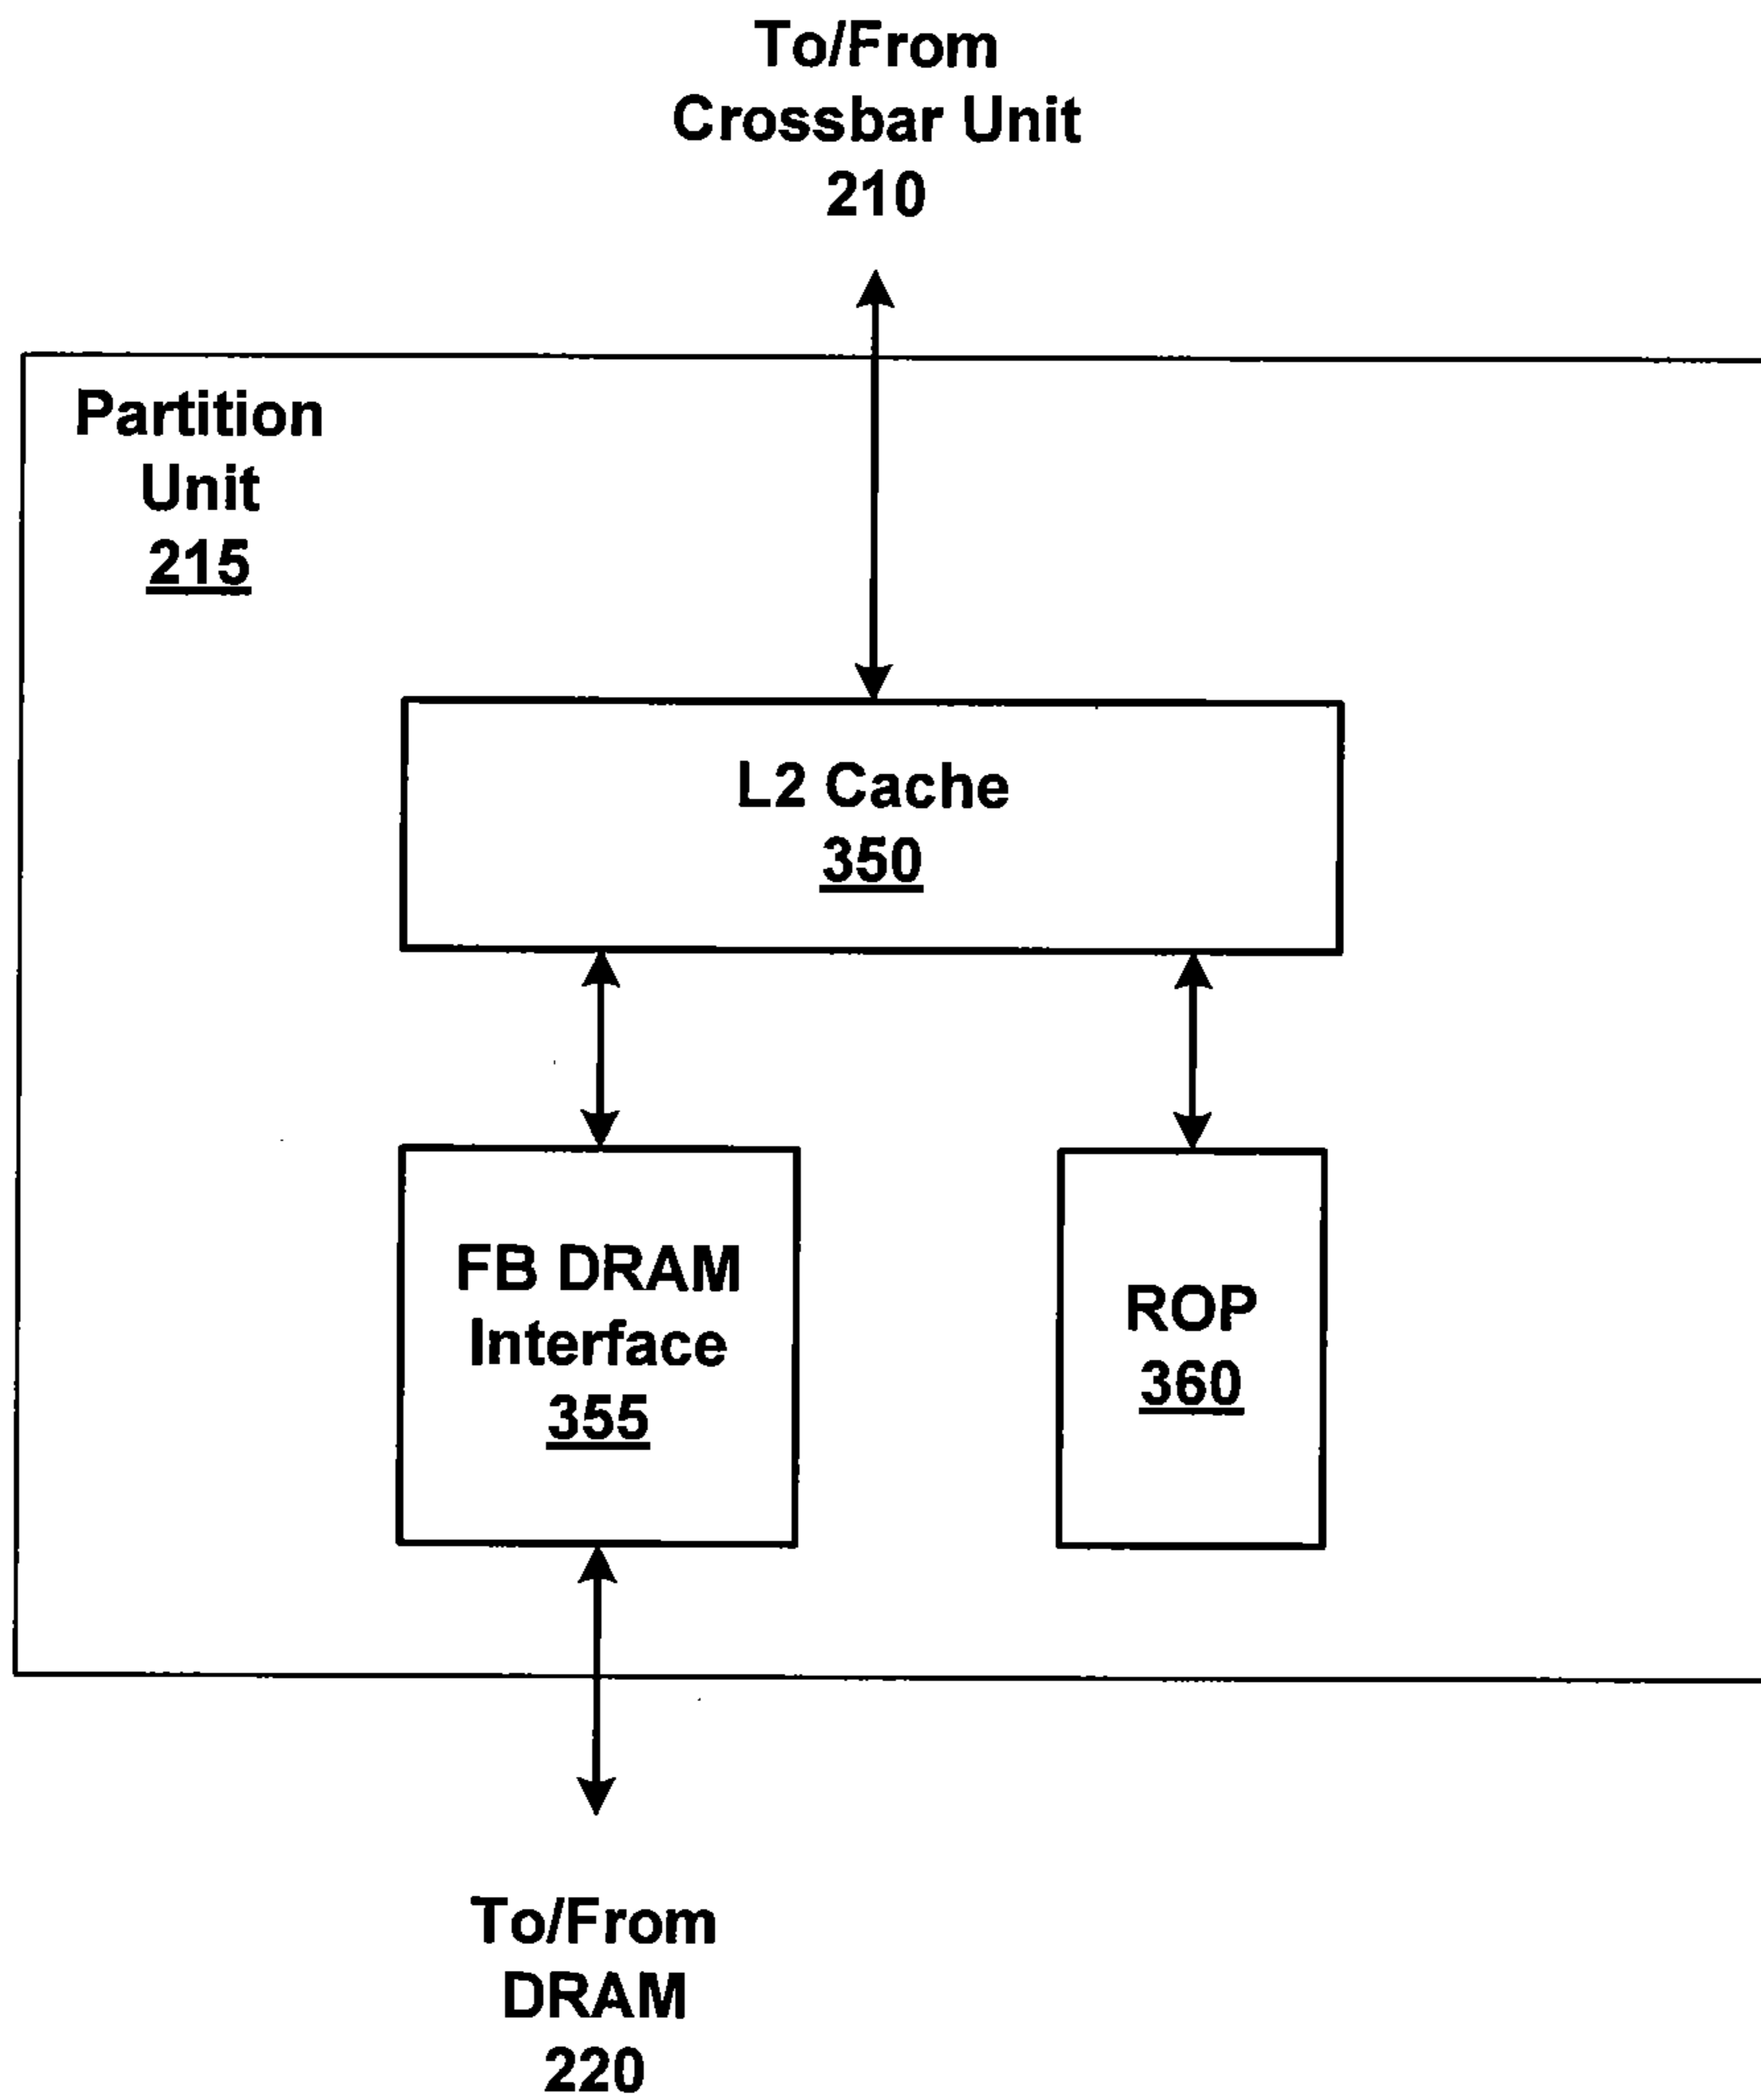 To/From
Crossbar Unit
210
Partition
Unit
215
L2 Cache
350
FB DRAM
Interface
355
ROP
360
To/From
DRAM
220